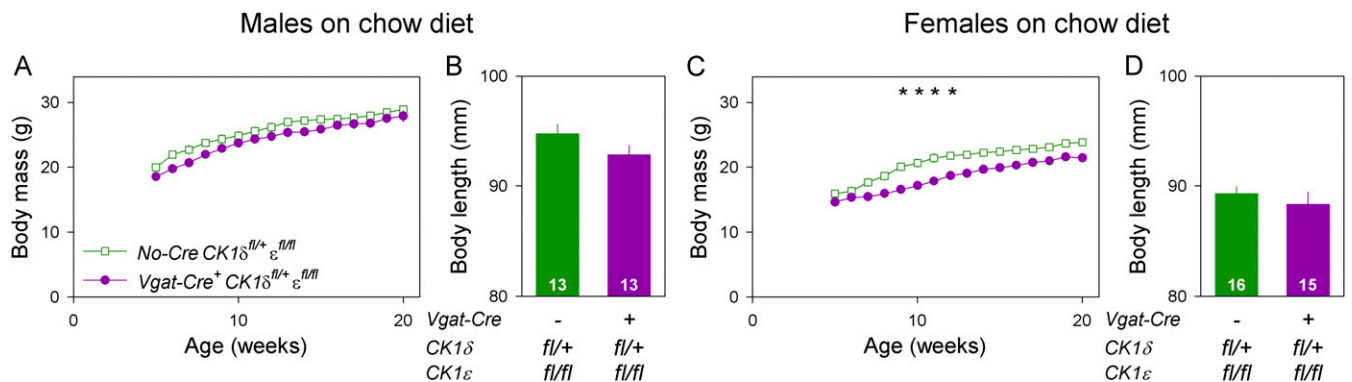 Males on chow diet
Females on chow diet
A
Body mass (g)
30
20
10
0
No-Cre CK1δfl/+ εfl/fl
Vgat-Cre+ CK1δfl/+ εfl/fl
0 10 20
Age (weeks)
B
Body length (mm)
100
90
80
13 13
Vgat-Cre - +
CK1δ fl/+ fl/+
CK1ε fl/fl fl/fl
C
Body mass (g)
30
20
10
0
* * * *
0 10 20
Age (weeks)
D
Body length (mm)
100
90
80
16 15
Vgat-Cre - +
CK1δ fl/+ fl/+
CK1ε fl/fl fl/fl